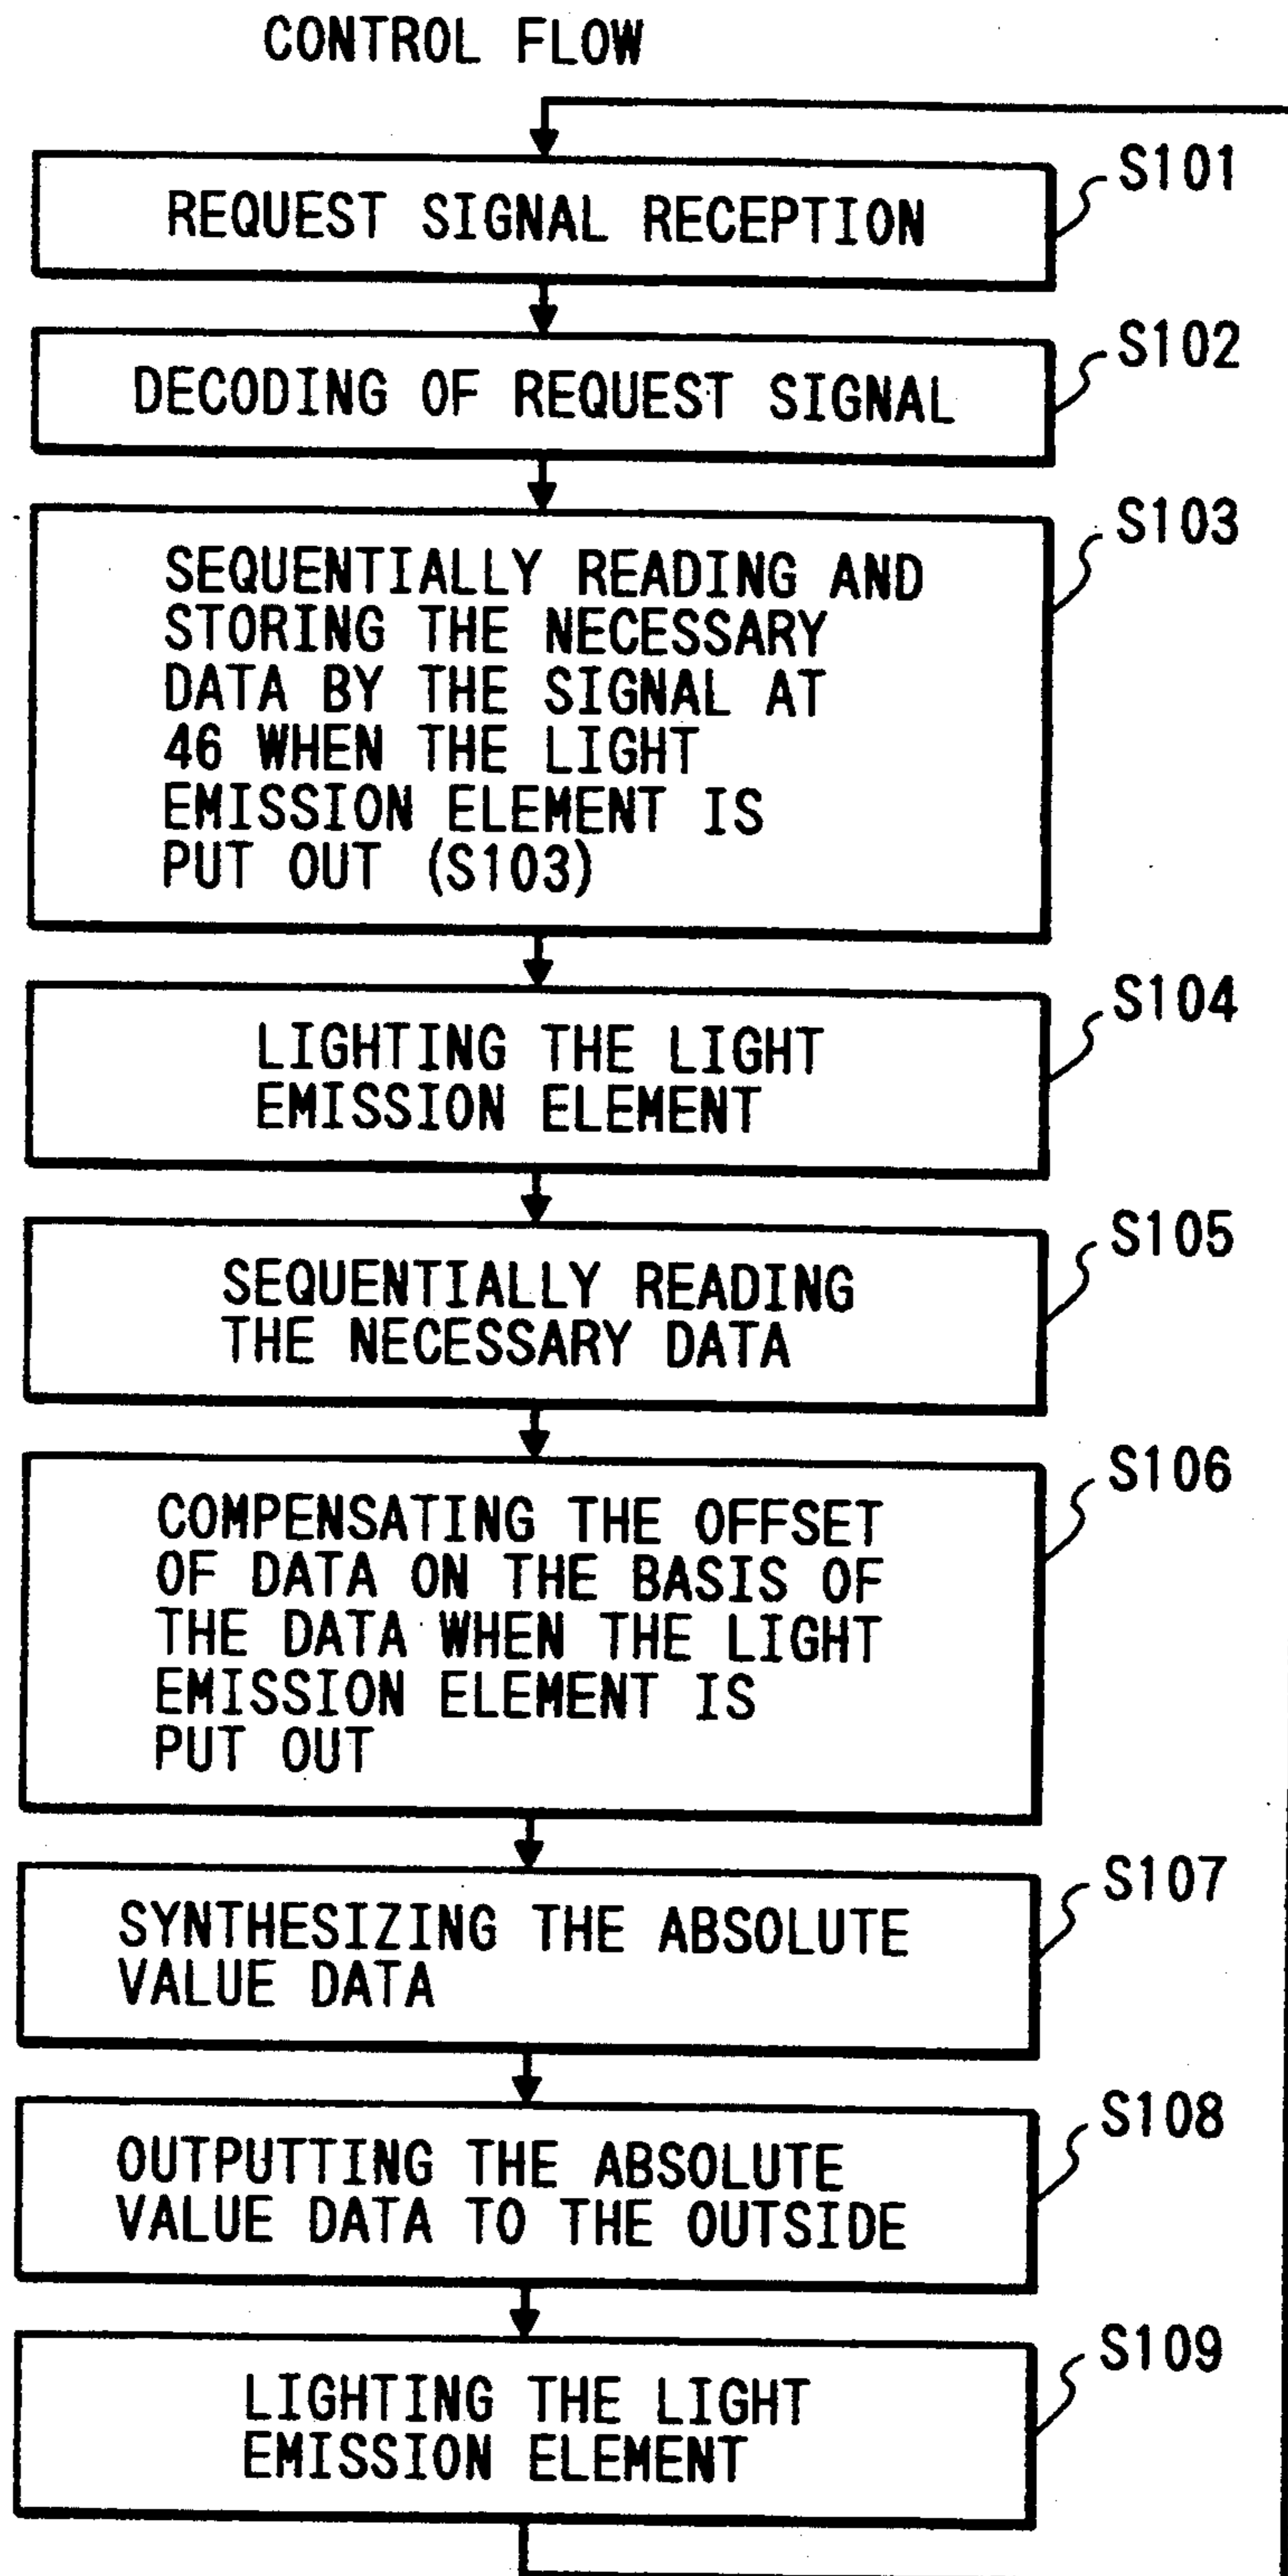 CONTROL FLOW
REQUEST SIGNAL RECEPTION
S101
DECODING OF REQUEST SIGNAL
S102
SEQUENTIALLY READING AND
STORING THE NECESSARY
DATA BY THE SIGNAL AT
46 WHEN THE LIGHT
EMISSION ELEMENT IS
PUT OUT (S103)
S103
LIGHTING THE LIGHT
EMISSION ELEMENT
S104
SEQUENTIALLY READING
THE NECESSARY DATA
S105
COMPENSATING THE OFFSET
OF DATA ON THE BASIS OF
THE DATA WHEN THE LIGHT
EMISSION ELEMENT IS
PUT OUT
S106
SYNTHESIZING THE ABSOLUTE
VALUE DATA
S107
OUTPUTTING THE ABSOLUTE
VALUE DATA TO THE OUTSIDE
S108
LIGHTING THE LIGHT
EMISSION ELEMENT
S109